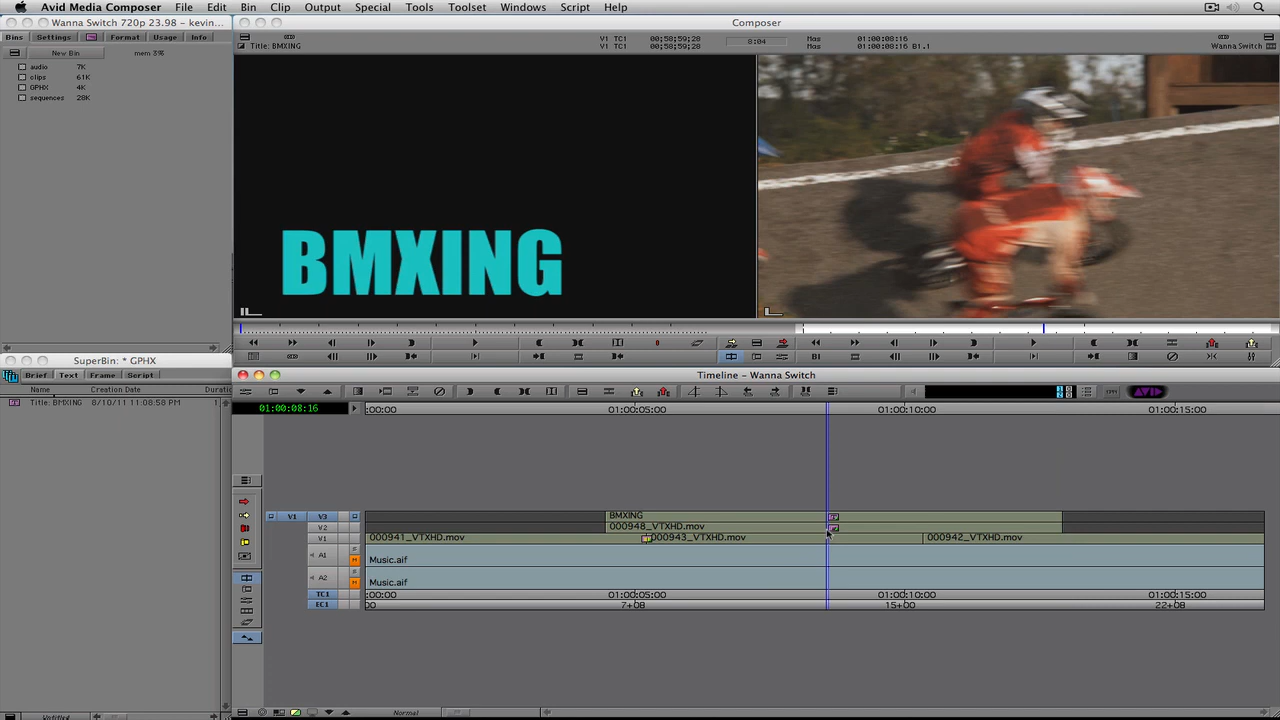 Avid Media Composer File Edit Bin Clip Output Special Tools Toolset Windows Script Help
Wanna Switch 720p 23.98 - kevin...
Bins Settings Format Usage Info
New Bin mem 3%
audio 7K
clips 61K
GPHX 4K
sequences 28K
Composer
Title: BMXING
V1 TC1 00;58;59;28 Mas 01:00:08:16
V1 TC1 00;58;59;28 Mas 01:00:08:16 B1.1
8:04
Wanna Switch
BMXING
SuperBin: * GPHX
Brief Text Frame Script
Name Creation Date Duratio
Title: BMXING 8/10/11 11:08:58 PM 1
Timeline - Wanna Switch
01:00:08:16
:00:00 01:00:05:00 01:00:10:00 01:00:15:00
V1 V3 BMXING
V2 000948_VTXHD.mov
V1 000941_VTXHD.mov 000943_VTXHD.mov 000942_VTXHD.mov
A1 Music.aif
A2 Music.aif
TC1 :00:00 01:00:05:00 01:00:10:00 01:00:15:00
EC1 00 7+08 15+00 22+08
Untitled
Normal